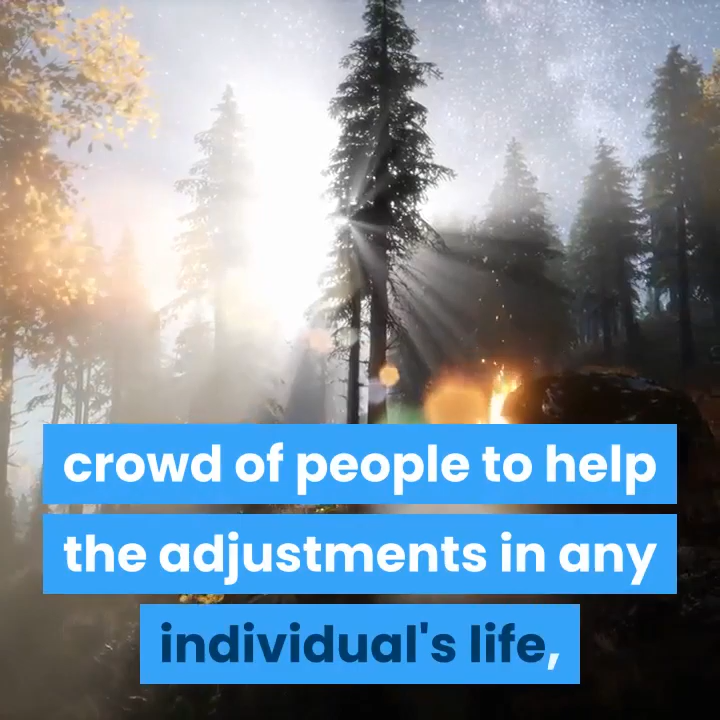 crowd of people to help
the adjustments in any
individual's life,